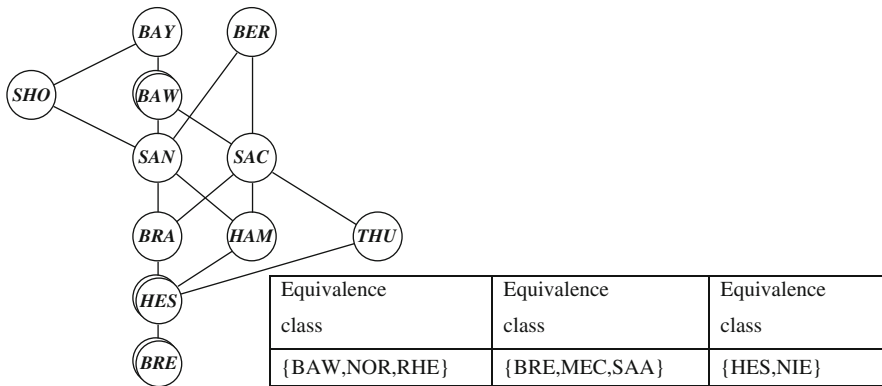 BAY BER
SHO BAW
SAN SAC
BRA HAM THU
HES
BRE
Equivalence class Equivalence class Equivalence class
{BAW,NOR,RHE} {BRE,MEC,SAA} {HES,NIE}